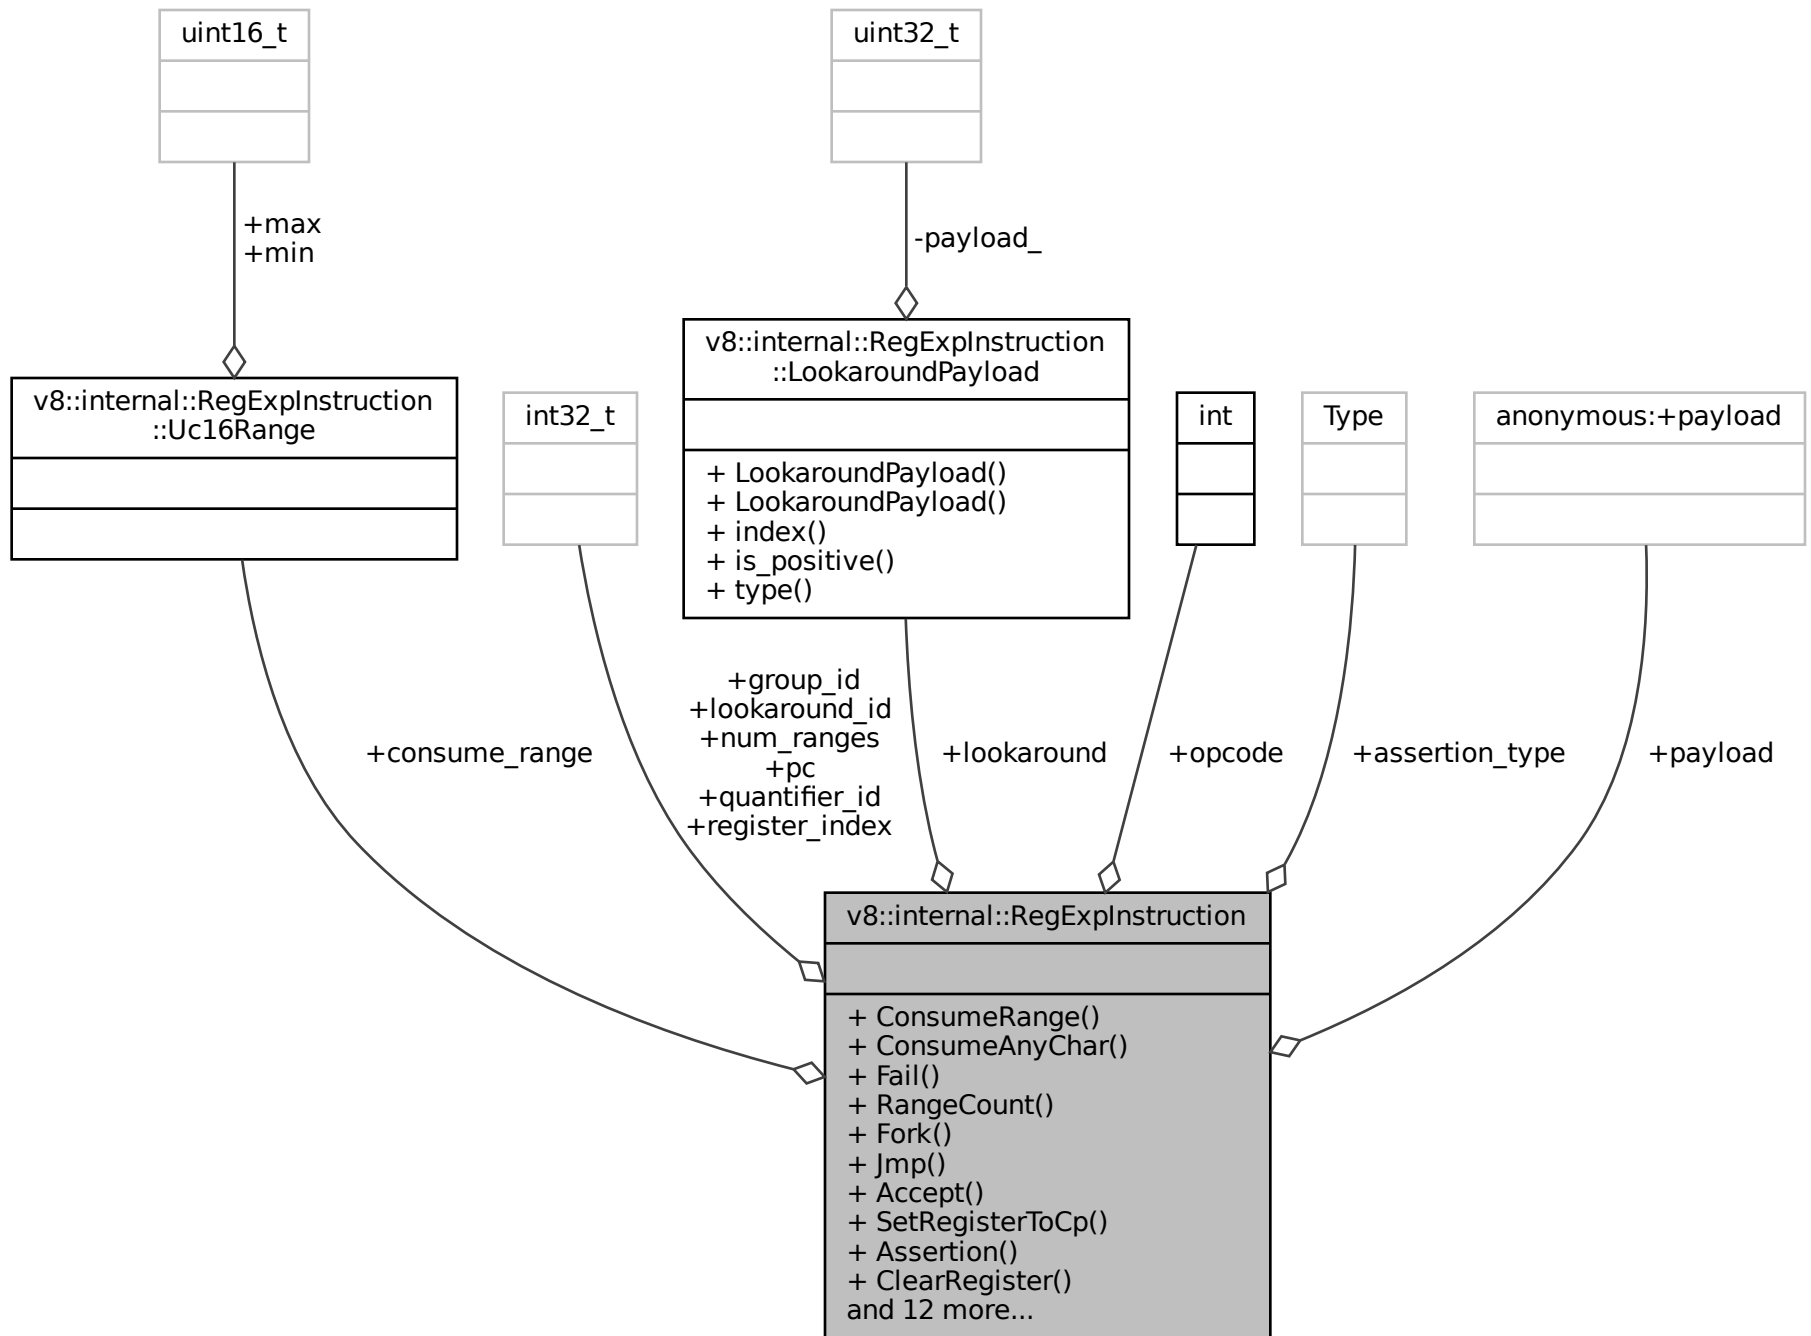 uint16_t
uint32_t
+max
+min
-payload_
v8::internal::RegExpInstruction
::LookaroundPayload
v8::internal::RegExpInstruction
::Uc16Range
int32_t
int
Type
anonymous:+payload
+ LookaroundPayload()
+ LookaroundPayload()
+ index()
+ is_positive()
+ type()
+group_id
+lookaround_id
+num_ranges
+pc
+quantifier_id
+register_index
+consume_range
+lookaround
+opcode
+assertion_type
+payload
v8::internal::RegExpInstruction
+ ConsumeRange()
+ ConsumeAnyChar()
+ Fail()
+ RangeCount()
+ Fork()
+ Jmp()
+ Accept()
+ SetRegisterToCp()
+ Assertion()
+ ClearRegister()
and 12 more...